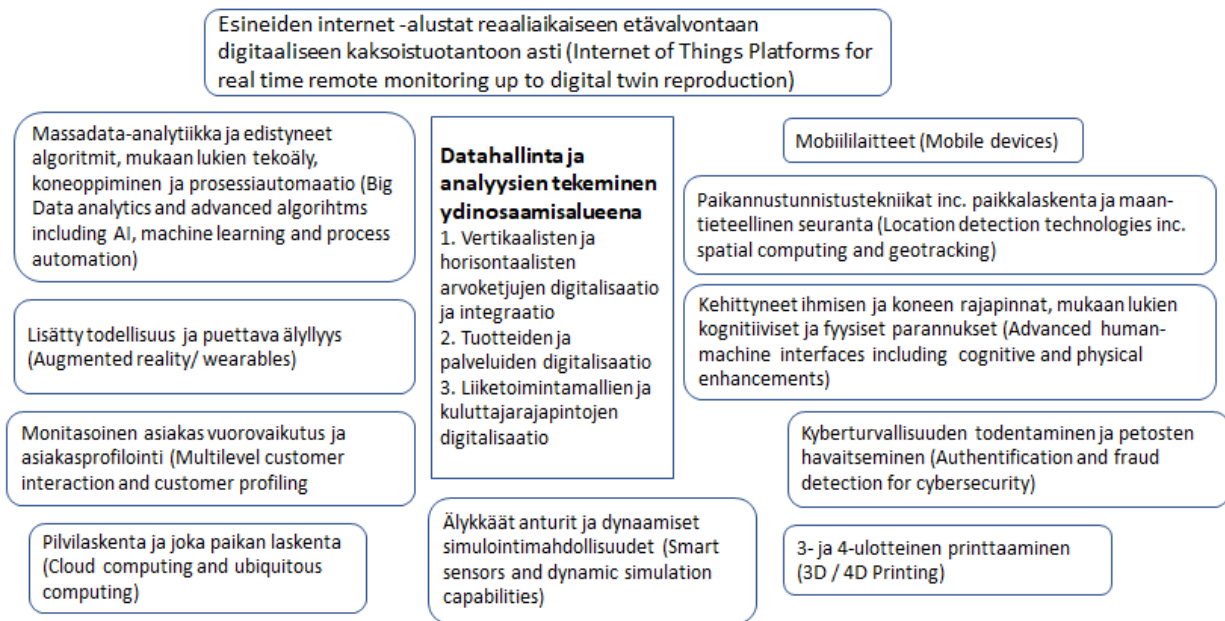 Esineiden internet -alustat reaaliaikaiseen etävalvontaan
digitaaliseen kaksoistuotantoon asti (Internet of Things Platforms for
real time remote monitoring up to digital twin reproduction)
Massadata-analytiikka ja edistyneet
algoritmit, mukaan lukien tekoäly,
koneoppiminen ja prosessiautomaatio (Big
Data analytics and advanced algorihtms
including AI, machine learning and process
automation)
Lisätty todellisuus ja puettava älyllyys
(Augmented reality/ wearables)
Monitasoinen asiakas vuorovaikutus ja
asiakasprofilointi (Multilevel customer
interaction and customer profiling
Pilvilaskenta ja joka paikan laskenta
(Cloud computing and ubiquitous
computing)
Datahallinta ja
analyysien tekeminen
ydinosaamisalueena
1. Vertikaalisten ja
horisontaalisten
arvoketjujen digitalisaatio
ja integraatio
2. Tuotteiden ja
palveluiden digitalisaatio
3. Liiketoimintamallien ja
kuluttajarajapintojen
digitalisaatio
Älykkäät anturit ja dynaamiset
simulointimahdollisuudet (Smart
sensors and dynamic simulation
capabilities)
Mobiililaitteet (Mobile devices)
Paikannustunnistustekniikat inc. paikkalaskenta ja maan-
tieteellinen seuranta (Location detection technologies inc.
spatial computing and geotracking)
Kehittyneet ihmisen ja koneen rajapinnat, mukaan lukien
kognitiiviset ja fyysiset parannukset (Advanced human-
machine interfaces including cognitive and physical
enhancements)
Kyberturvallisuuden todentaminen ja petosten
havaitseminen (Authentification and fraud
detection for cybersecurity)
3- ja 4-ulotteinen printtaaminen
(3D / 4D Printing)